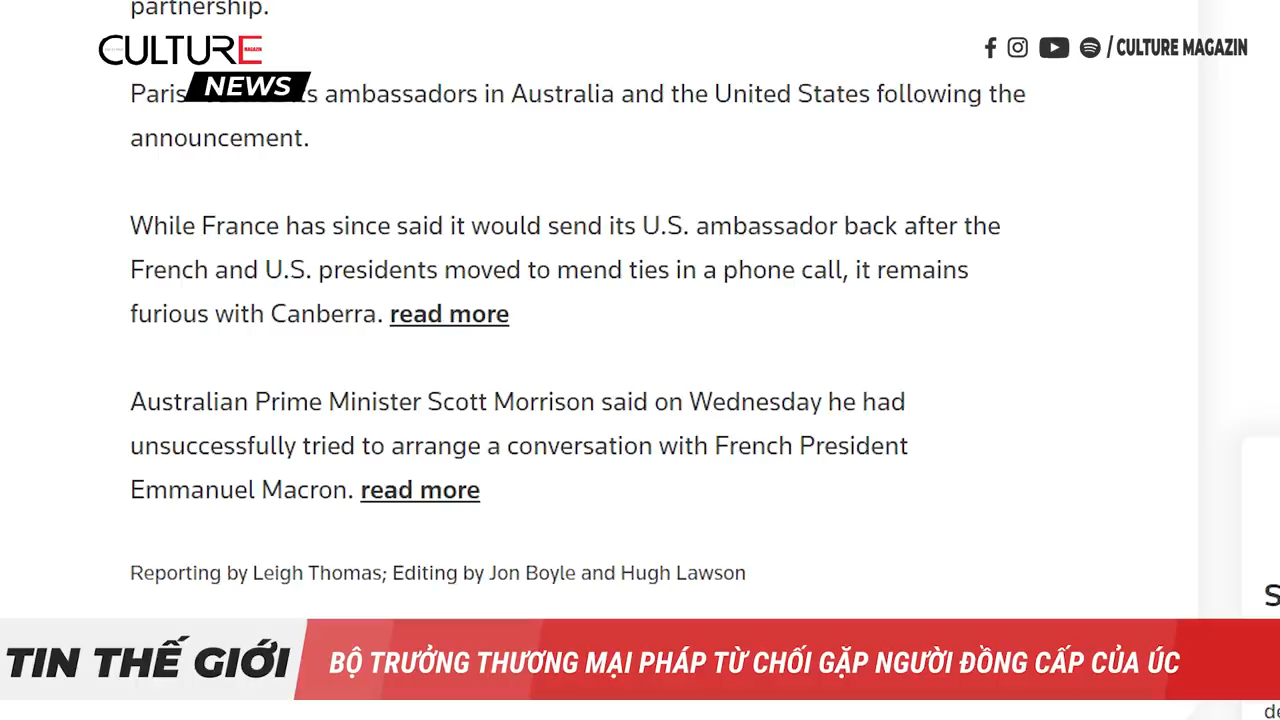 partnership.
CULTURE
MAGAZIN
NEWS
/ CULTURE MAGAZIN
Paris ambassadors in Australia and the United States following the
announcement.
While France has since said it would send its U.S. ambassador back after the
French and U.S. presidents moved to mend ties in a phone call, it remains
furious with Canberra. read more
Australian Prime Minister Scott Morrison said on Wednesday he had
unsuccessfully tried to arrange a conversation with French President
Emmanuel Macron. read more
Reporting by Leigh Thomas; Editing by Jon Boyle and Hugh Lawson
TIN THẾ GIỚI
BỘ TRƯỞNG THƯƠNG MẠI PHÁP TỪ CHỐI GẶP NGƯỜI ĐỒNG CẤP CỦA ÚC